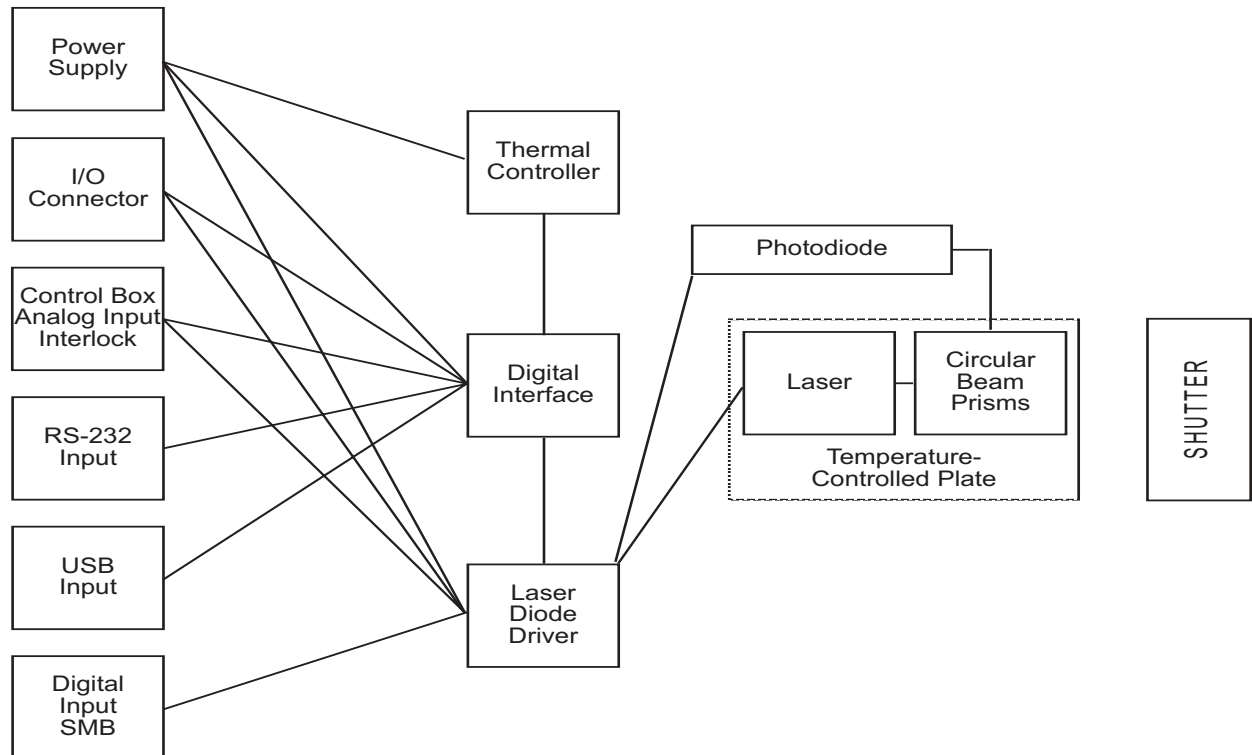 Power
Supply
I/O
Connector
Control Box
Analog Input
Interlock
RS-232
Input
USB
Input
Digital
Input
SMB
Thermal
Controller
Digital
Interface
Laser
Diode
Driver
Photodiode
Laser
Circular
Beam
Prisms
Temperature-
Controlled Plate
SHUTTER